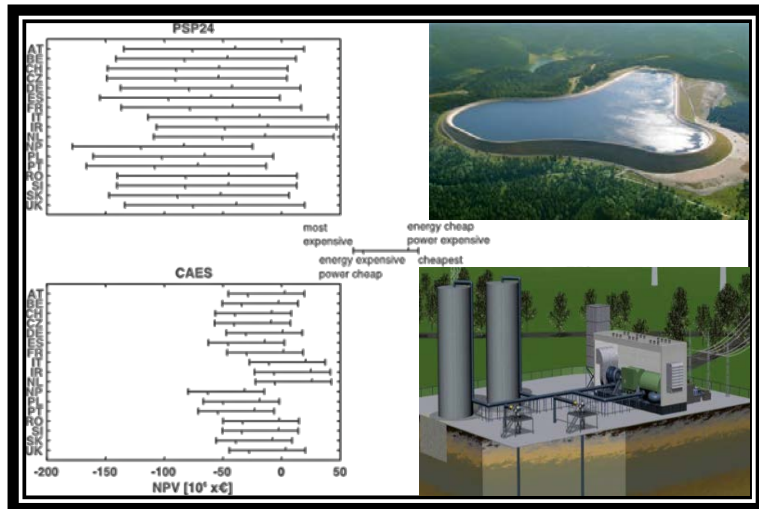 PSP24
AT
BE
CH
CZ
DE
ES
FR
IT
IR
NL
NP
PL
PT
RO
SI
SK
UK
most expensive
energy cheap
power expensive
energy expensive
power cheap
cheapest
CAES
AT
BE
CH
CZ
DE
ES
FR
IT
IR
NL
NP
PL
PT
RO
SI
SK
UK
-200 -150 -100 -50 0 50
NPV [10⁶ x€]